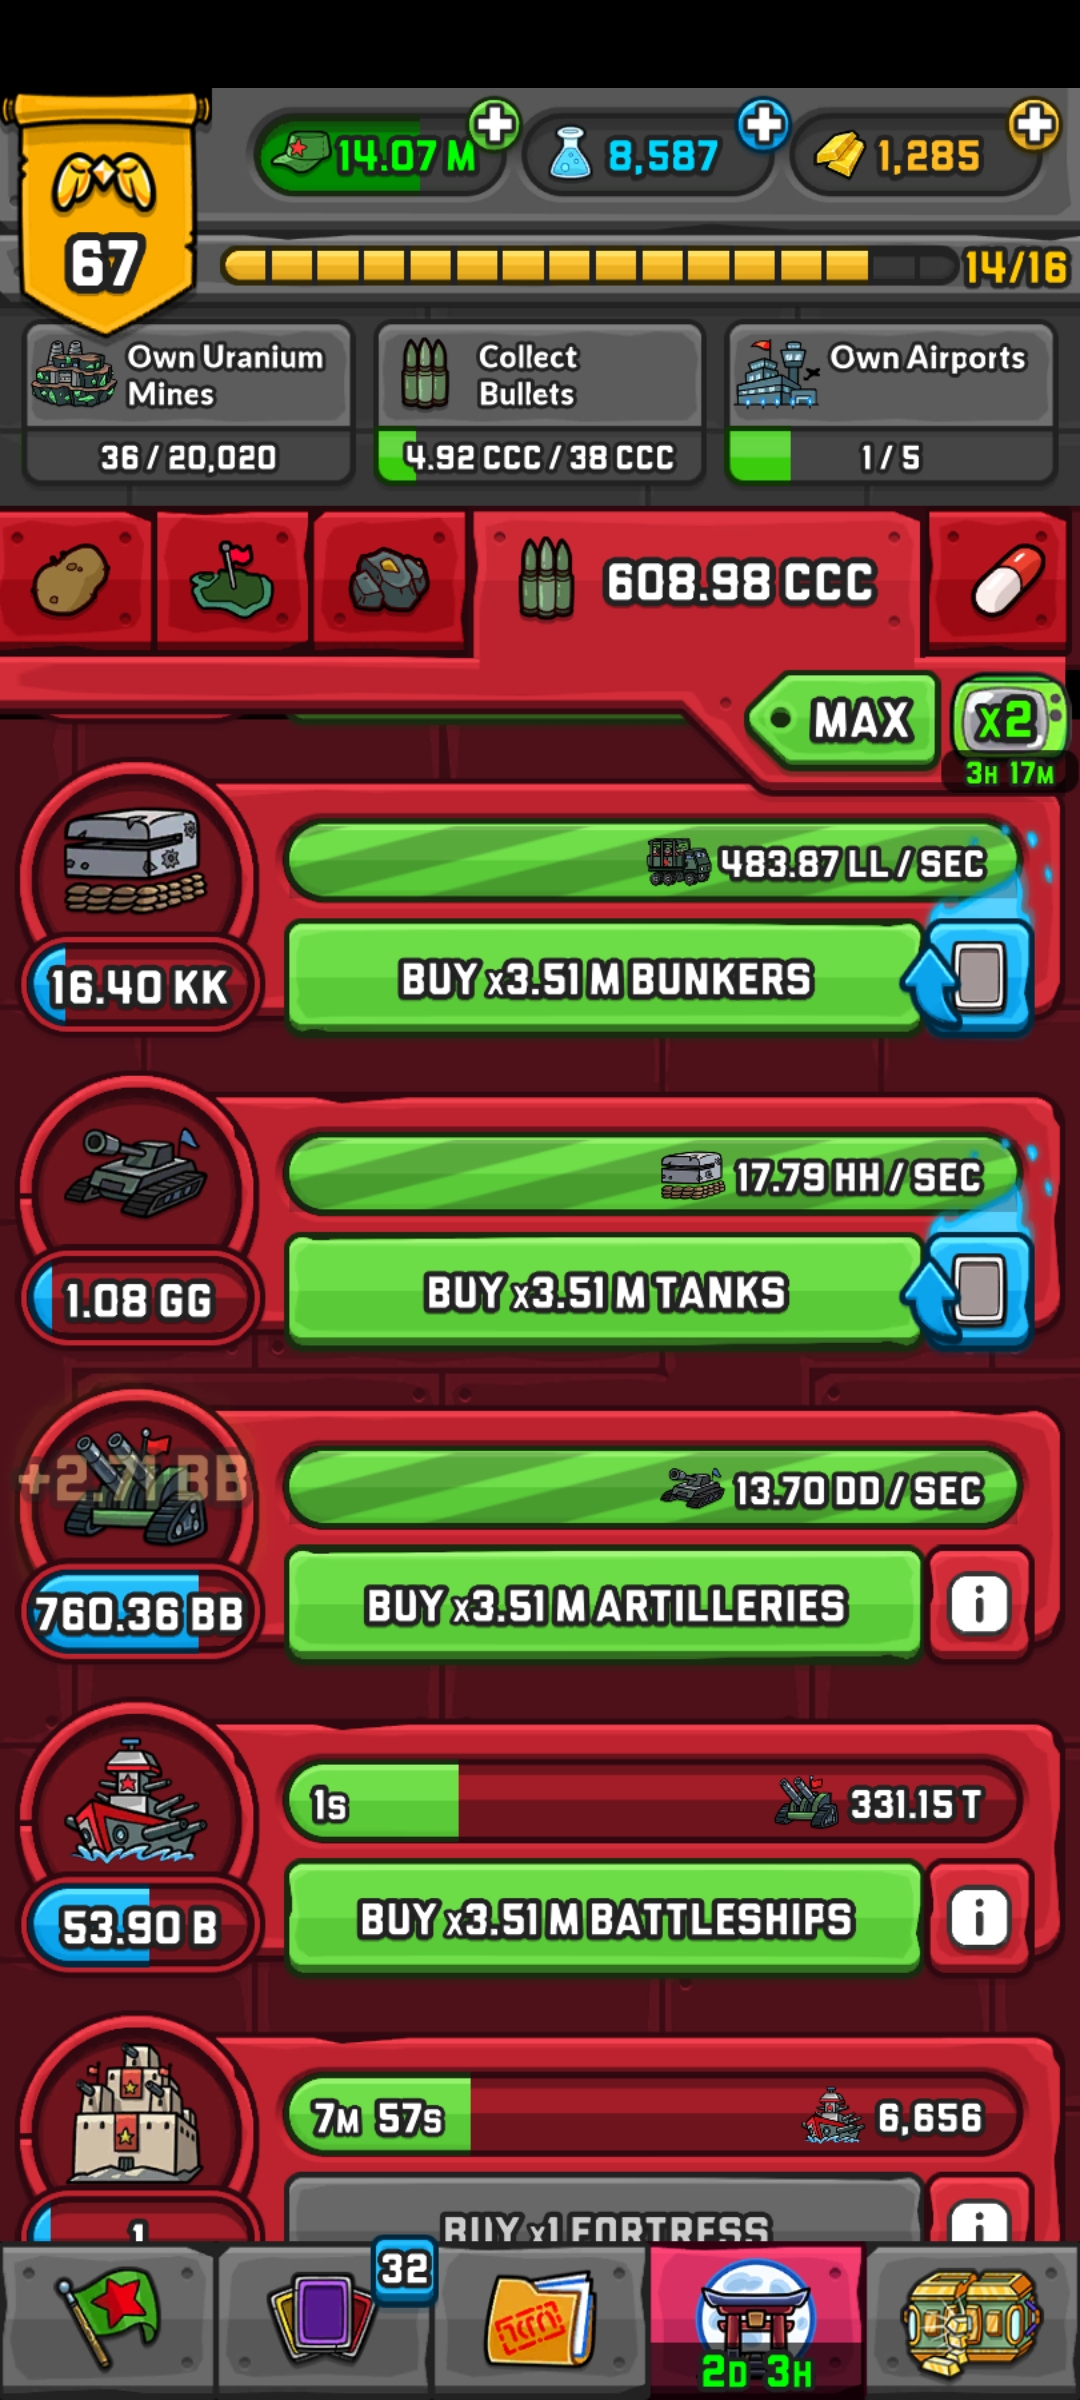 14.07 M
8,587
1,285
67
14/16
Own Uranium
Mines
36 / 20,020
Collect
Bullets
4.92 CCC / 38 CCC
Own Airports
1 / 5
608.98 CCC
MAX
x2
3H 17M
483.87 LL / SEC
BUY x3.51 M BUNKERS
16.40 KK
17.79 HH / SEC
BUY x3.51 M TANKS
1.08 GG
+2.71 BB
13.70 DD / SEC
BUY x3.51 M ARTILLERIES
i
760.36 BB
1s
331.15 T
BUY x3.51 M BATTLESHIPS
i
53.90 B
7M 57s
6,656
BUY x1 FORTRESS
i
1
32
2D 3H